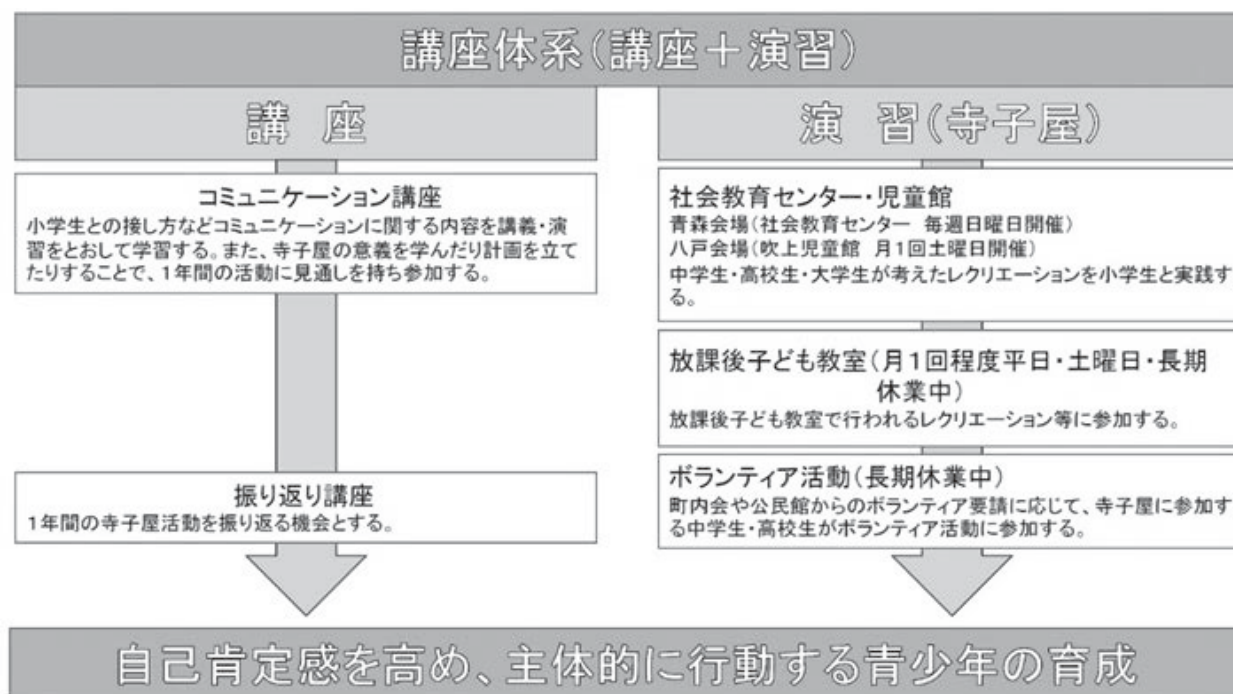 講座体系(講座＋演習)
講 座
コミュニケーション講座
小学生との接し方などコミュニケーションに関する内容を講義・演
習をとおして学習する。また、寺子屋の意義を学んだり計画を立て
たりすることで、1年間の活動に見通しを持ち参加する。
振り返り講座
1年間の寺子屋活動を振り返る機会とする。
演 習(寺子屋)
社会教育センター・児童館
青森会場(社会教育センター 毎週日曜日開催)
八戸会場(吹上児童館 月1回土曜日開催)
中学生・高校生・大学生が考えたレクリエーションを小学生と実践す
る。
放課後子ども教室(月1回程度平日・土曜日・長期
休業中)
放課後子ども教室で行われるレクリエーション等に参加する。
ボランティア活動(長期休業中)
町内会や公民館からのボランティア要請に応じて、寺子屋に参加す
る中学生・高校生がボランティア活動に参加する。
自己肯定感を高め、主体的に行動する青少年の育成